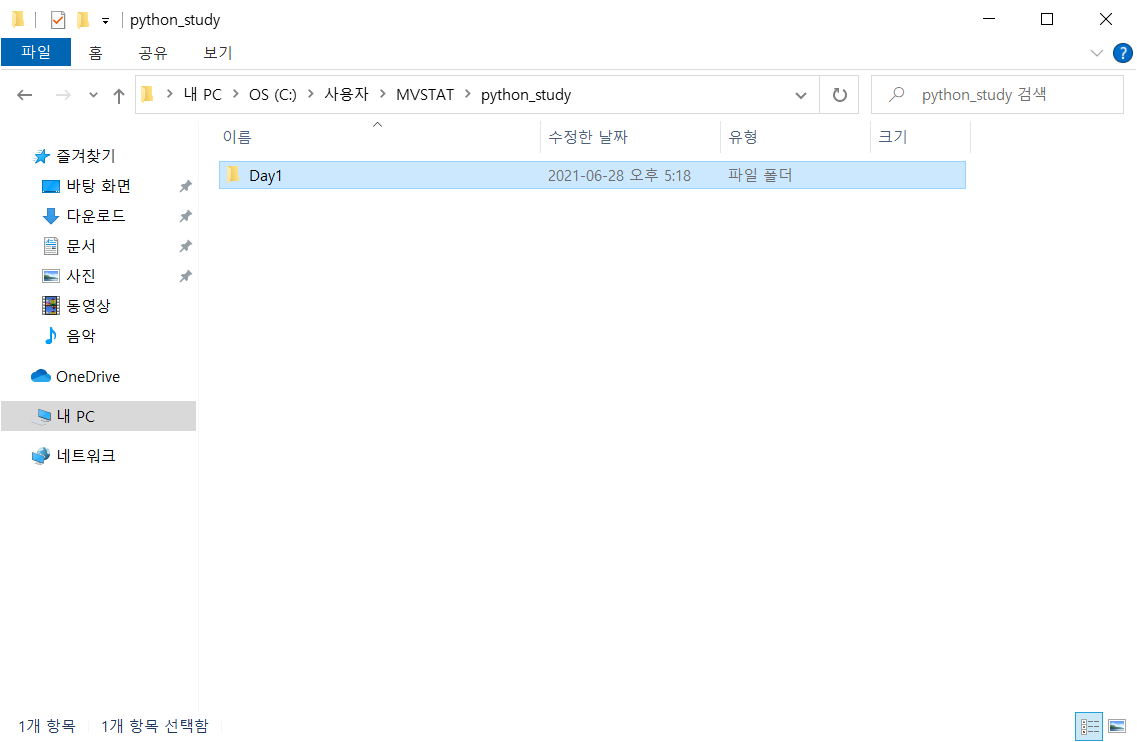 python_study
파일 홈 공유 보기
내 PC OS (C:) 사용자 MVSTAT python_study python_study 검색
이름 수정한 날짜 유형 크기
Day1 2021-06-28 오후 5:18 파일 폴더
즐겨찾기
바탕 화면
다운로드
문서
사진
동영상
음악
OneDrive
내 PC
네트워크
1개 항목 1개 항목 선택함